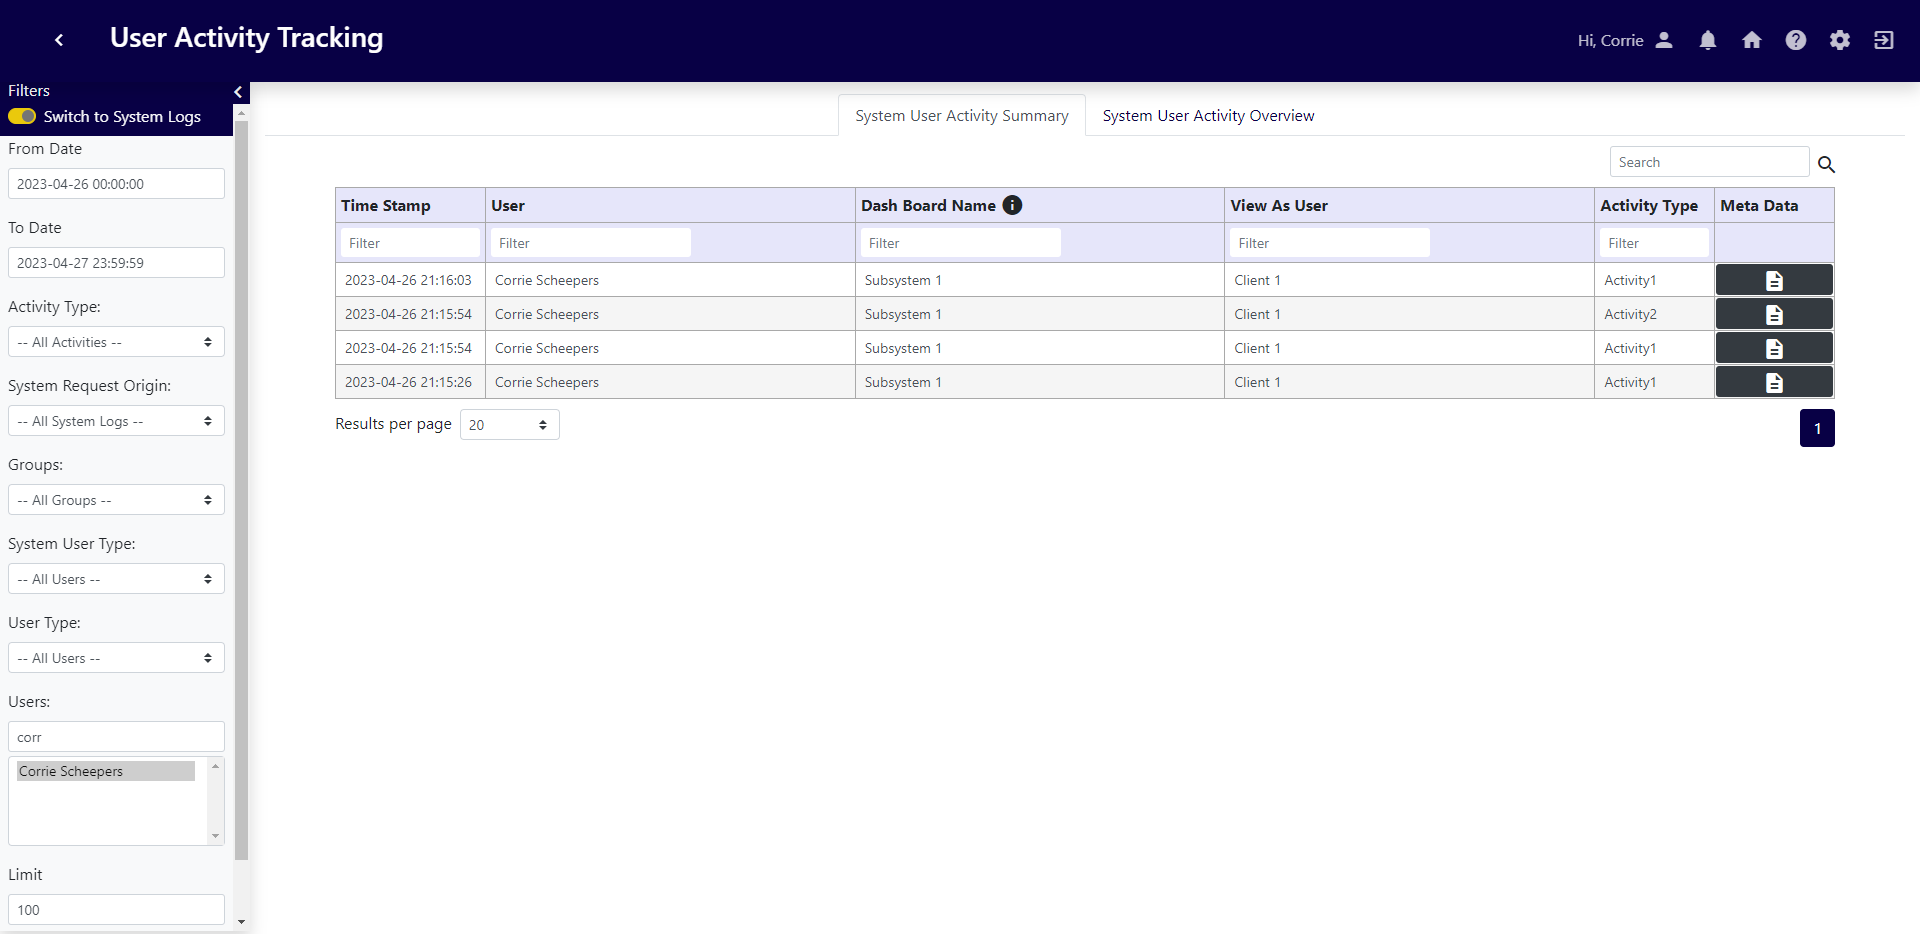 User Activity Tracking
Hi, Corrie
Filters
Switch to System Logs
From Date
2023-04-26 00:00:00
To Date
2023-04-27 23:59:59
Activity Type:
-- All Activities --
System Request Origin:
-- All System Logs --
Groups:
-- All Groups --
System User Type:
-- All Users --
User Type:
-- All Users --
Users:
corr
Corrie Scheepers
Limit
100
System User Activity Summary System User Activity Overview
Search
Time Stamp User Dash Board Name View As User Activity Type Meta Data
Filter Filter Filter Filter Filter
2023-04-26 21:16:03 Corrie Scheepers Subsystem 1 Client 1 Activity1
2023-04-26 21:15:54 Corrie Scheepers Subsystem 1 Client 1 Activity2
2023-04-26 21:15:54 Corrie Scheepers Subsystem 1 Client 1 Activity1
2023-04-26 21:15:26 Corrie Scheepers Subsystem 1 Client 1 Activity1
Results per page 20 1